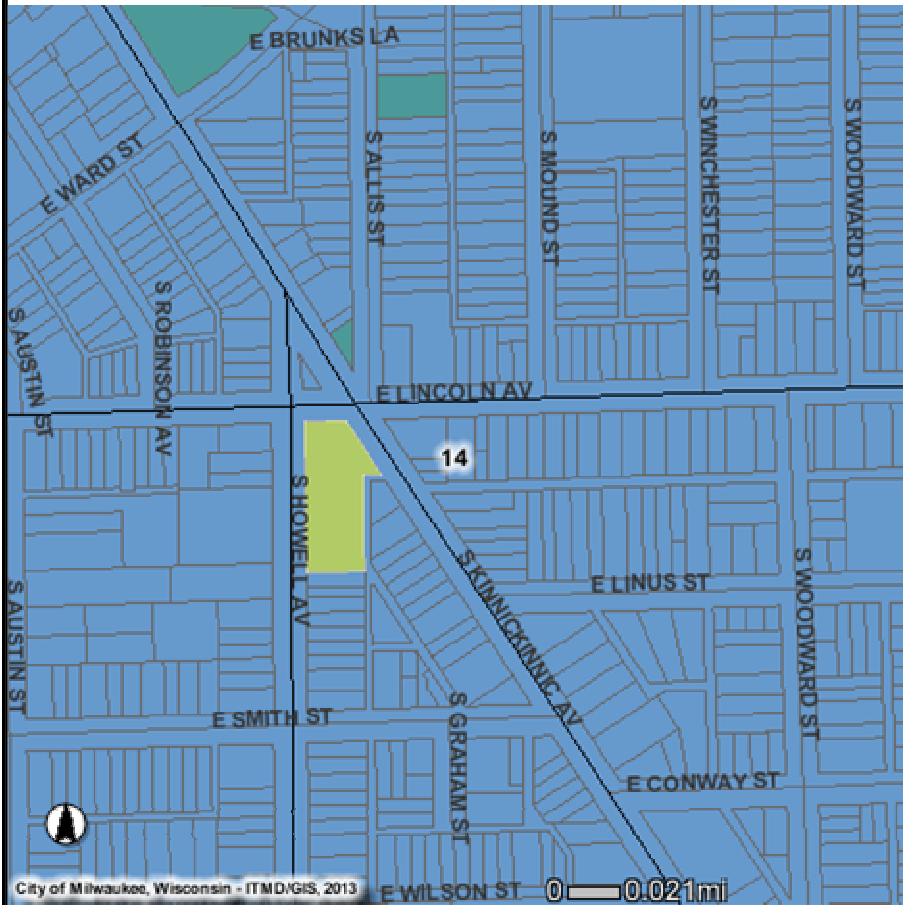 E BRUNKS LA
E WARD ST
S ALLIS ST
S MOUND ST
S WINCHESTER ST
S WOODWARD ST
S AUSTIN ST
S ROBINSON AV
E LINCOLN AV
14
S HOWELL AV
S KINNICKINNIC AV
E LINUS ST
S WOODWARD ST
S AUSTIN ST
E SMITH ST
S GRAHAM ST
E CONWAY ST
City of Milwaukee, Wisconsin - ITMD/GIS, 2013
E WILSON ST
0 0.021mi